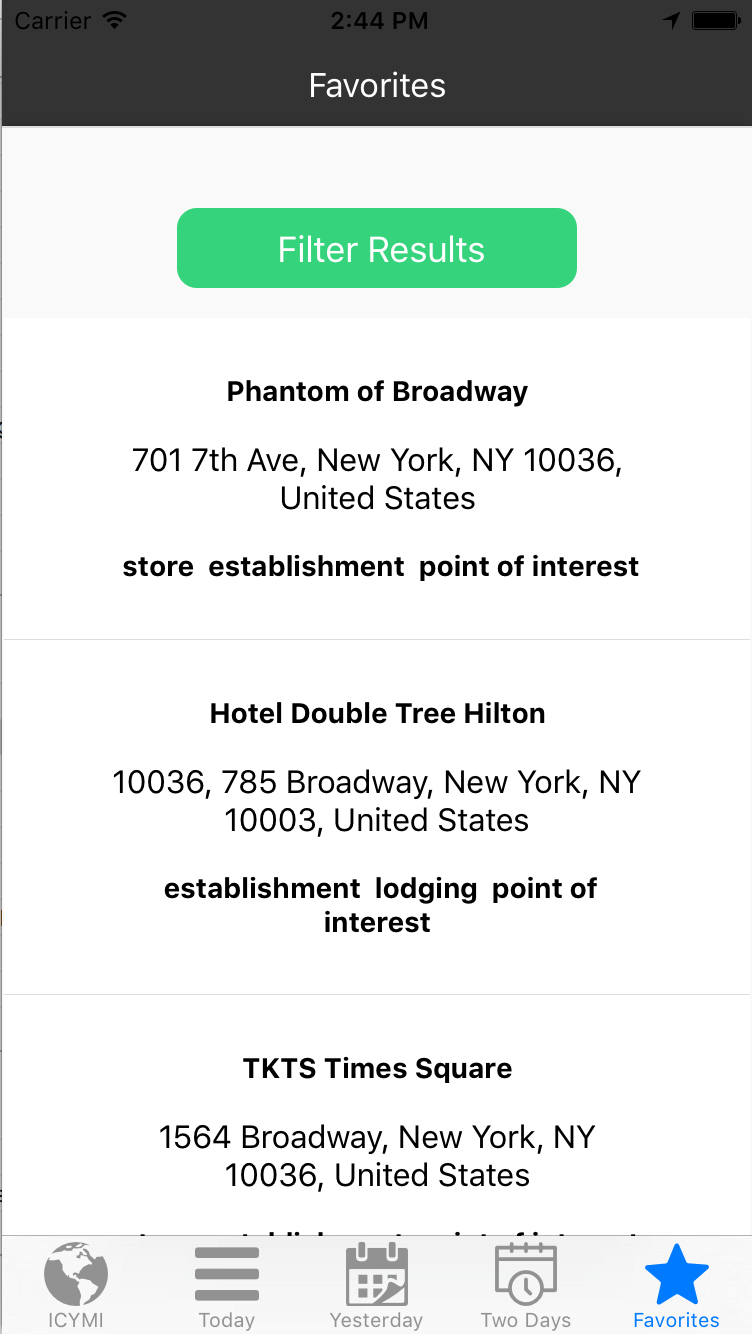 Carrier 2:44 PM
Favorites
Filter Results
Phantom of Broadway
701 7th Ave, New York, NY 10036,
United States
store establishment point of interest
Hotel Double Tree Hilton
10036, 785 Broadway, New York, NY
10003, United States
establishment lodging point of
interest
TKTS Times Square
1564 Broadway, New York, NY
10036, United States
ICYMI Today Yesterday Two Days Favorites